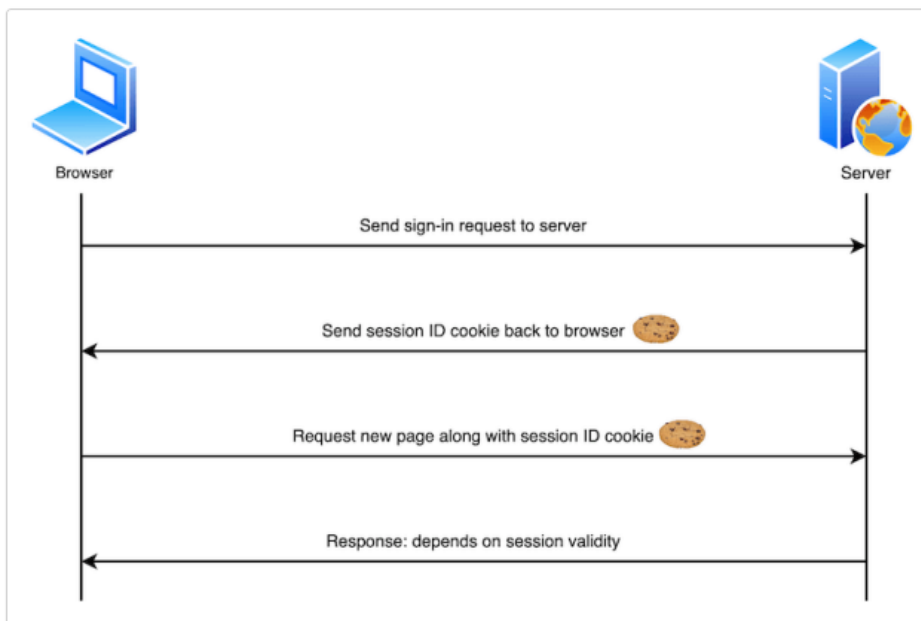 Browser
Server
Send sign-in request to server
Send session ID cookie back to browser
Request new page along with session ID cookie
Response: depends on session validity